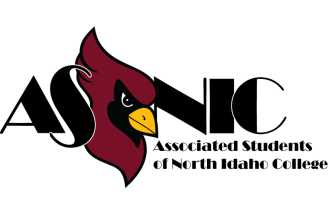 ASNIC
Associated Students
of North Idaho College